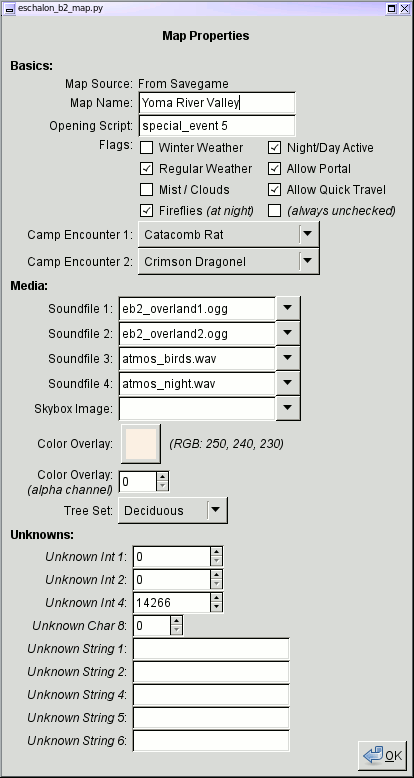 eschalon_b2_map.py
Map Properties
Basics:
Map Source: From Savegame
Map Name: Yoma River Valley
Opening Script: special_event 5
Flags: Winter Weather Night/Day Active
Regular Weather Allow Portal
Mist / Clouds Allow Quick Travel
Fireflies (at night) (always unchecked)
Camp Encounter 1: Catacomb Rat
Camp Encounter 2: Crimson Dragonel
Media:
Soundfile 1: eb2_overland1.ogg
Soundfile 2: eb2_overland2.ogg
Soundfile 3: atmos_birds.wav
Soundfile 4: atmos_night.wav
Skybox Image:
Color Overlay: (RGB: 250, 240, 230)
Color Overlay:
(alpha channel) 0
Tree Set: Deciduous
Unknowns:
Unknown Int 1: 0
Unknown Int 2: 0
Unknown Int 4: 14266
Unknown Char 8: 0
Unknown String 1:
Unknown String 2:
Unknown String 4:
Unknown String 5:
Unknown String 6:
OK